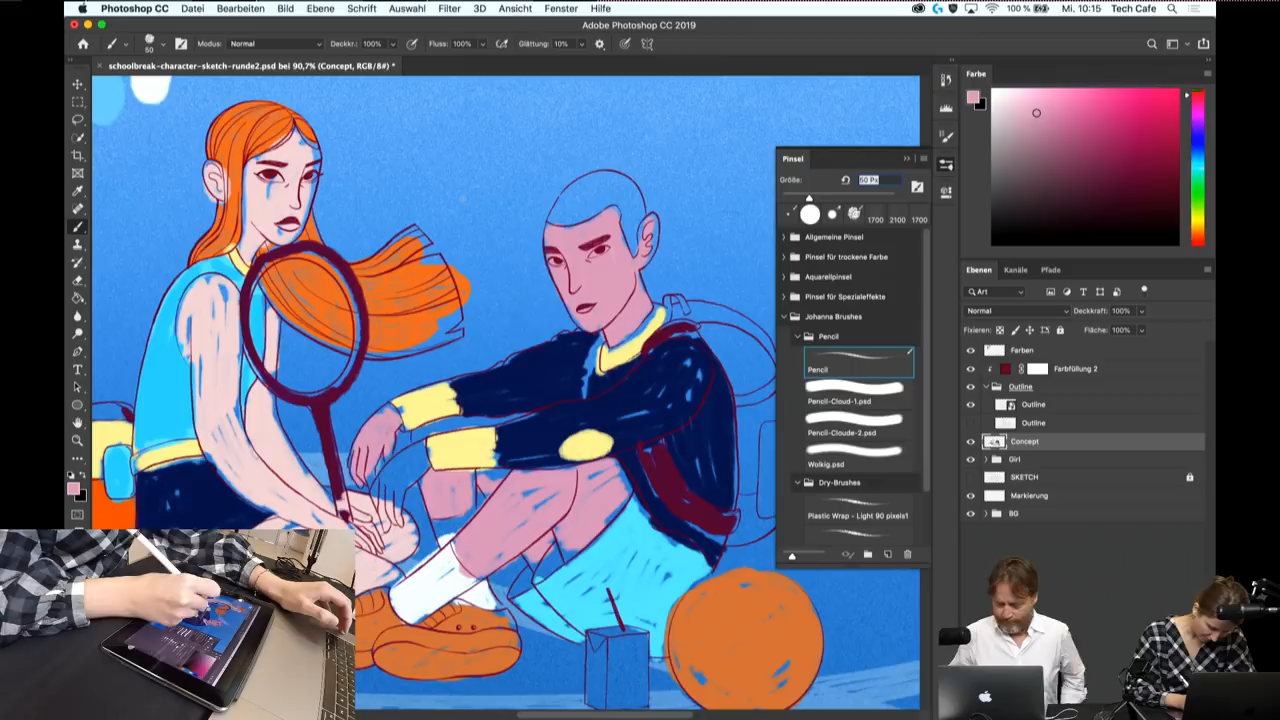 Photoshop CC Datei Bearbeiten Bild Ebene Schrift Auswahl Filter 3D Ansicht Fenster Hilfe 100 % Mi. 10:15 Tech Cafe
Adobe Photoshop CC 2019
50 Modus: Normal Deckkr.: 100% Fluss: 100% Glättung: 10%
schoolbreak-character-sketch-runde2.psd bei 90,7% (Concept, RGB/8#) *
Farbe
Pinsel
Größe: 50 Px
1700 2100 1700
Allgemeine Pinsel
Pinsel für trockene Farbe
Aquarellpinsel
Pinsel für Spezialeffekte
Johanna Brushes
Pencil
Pencil
Pencil-Cloud-1.psd
Pencil-Cloude-2.psd
Wolkig.psd
Dry-Brushes
Plastic Wrap - Light 90 pixels1
Ebenen Kanäle Pfade
Art
Normal Deckkraft: 100%
Fixieren: Fläche: 100%
Farben
Farbfüllung 2
Outline
Outline
Outline
Concept
Girl
SKETCH
Markierung
BG